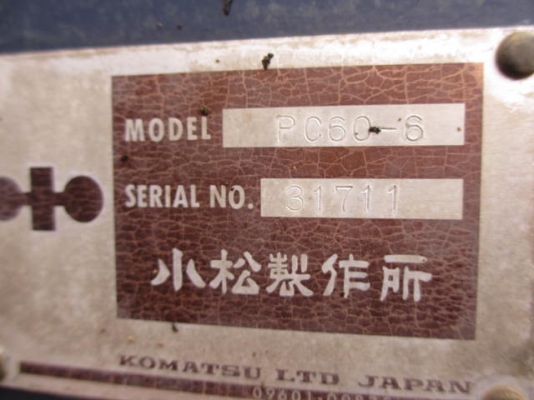 MODEL PC60-6
SERIAL NO. 31711
小松製作所
KOMATSU LTD JAPAN